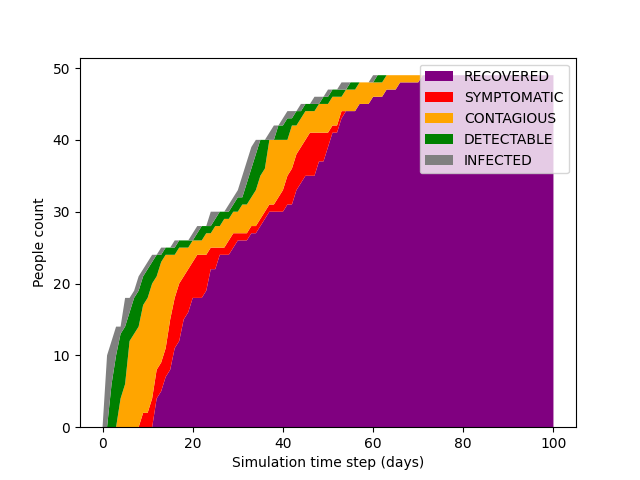 RECOVERED
SYMPTOMATIC
CONTAGIOUS
DETECTABLE
INFECTED
50
40
30
20
10
0
People count
0 20 40 60 80 100
Simulation time step (days)